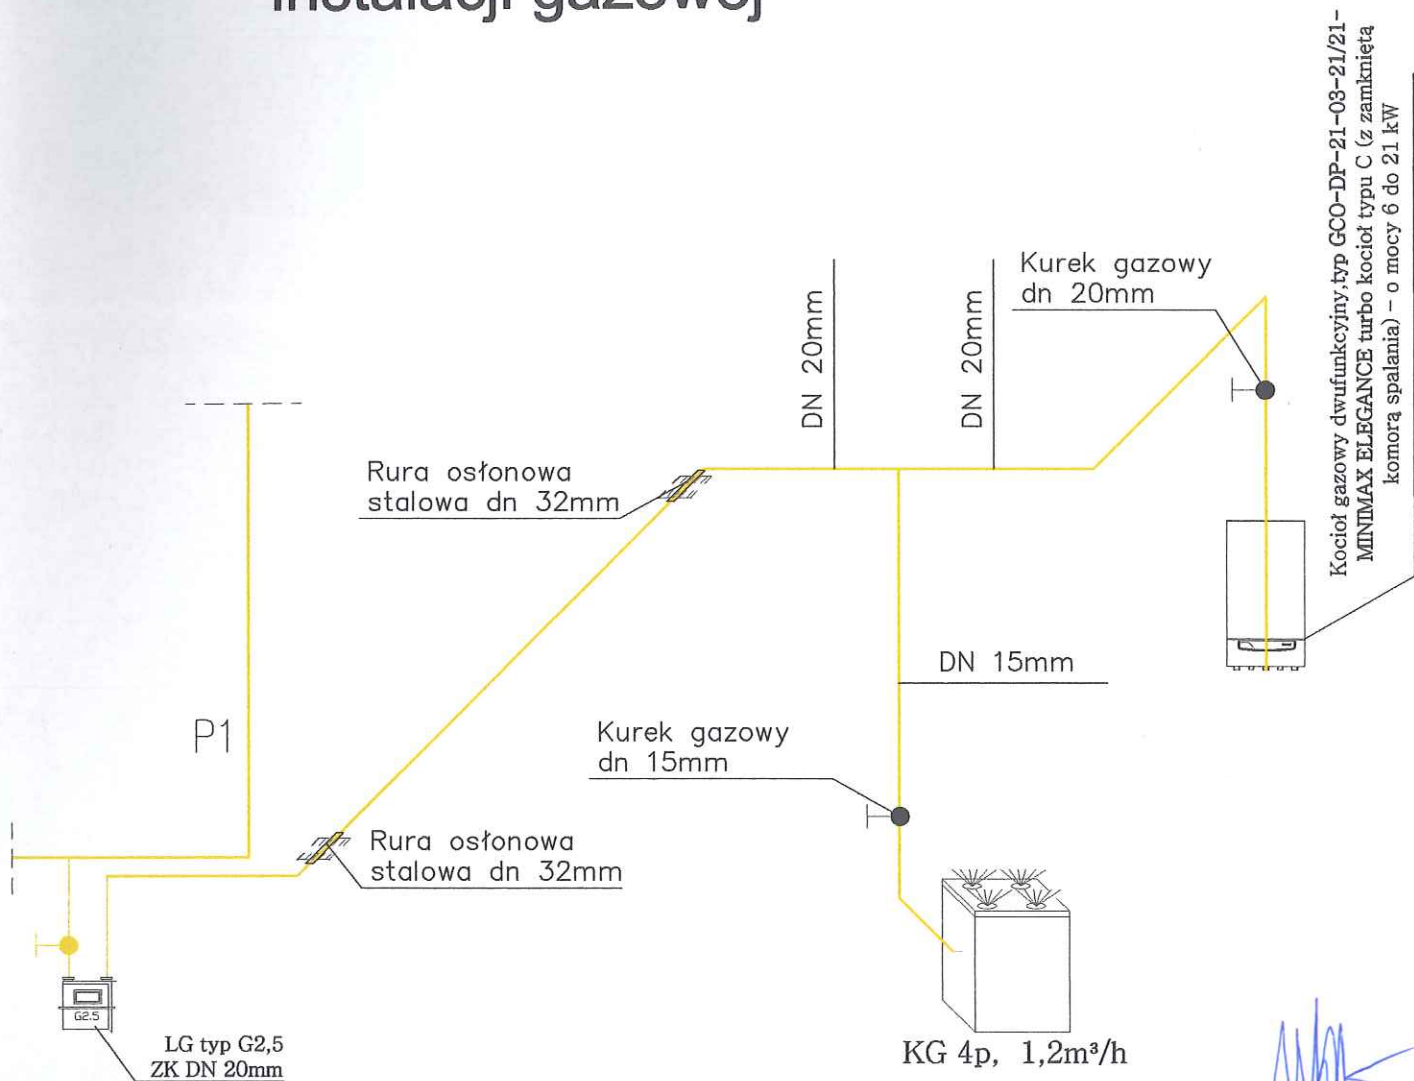 instalacji gazowej
Kocioł gazowy dwufunkcyjny,typ GCO-DP-21-03-21/21-
MINIMAX ELEGANCE turbo kocioł typu C (z zamkniętą
komorą spalania) - o mocy 6 do 21 kW
Kurek gazowy
dn 20mm
DN 20mm
DN 20mm
Rura osłonowa
stalowa dn 32mm
DN 15mm
P1
Kurek gazowy
dn 15mm
Rura osłonowa
stalowa dn 32mm
G2.5
LG typ G2,5
ZK DN 20mm
KG 4p, 1,2m³/h